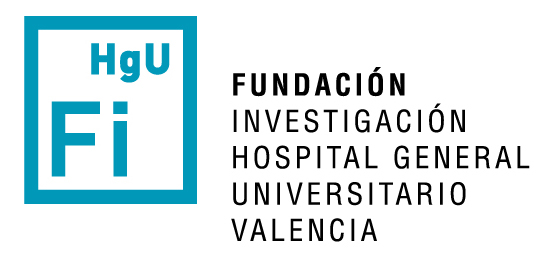 HgU
Fi
FUNDACIÓN
INVESTIGACIÓN
HOSPITAL GENERAL
UNIVERSITARIO
VALENCIA